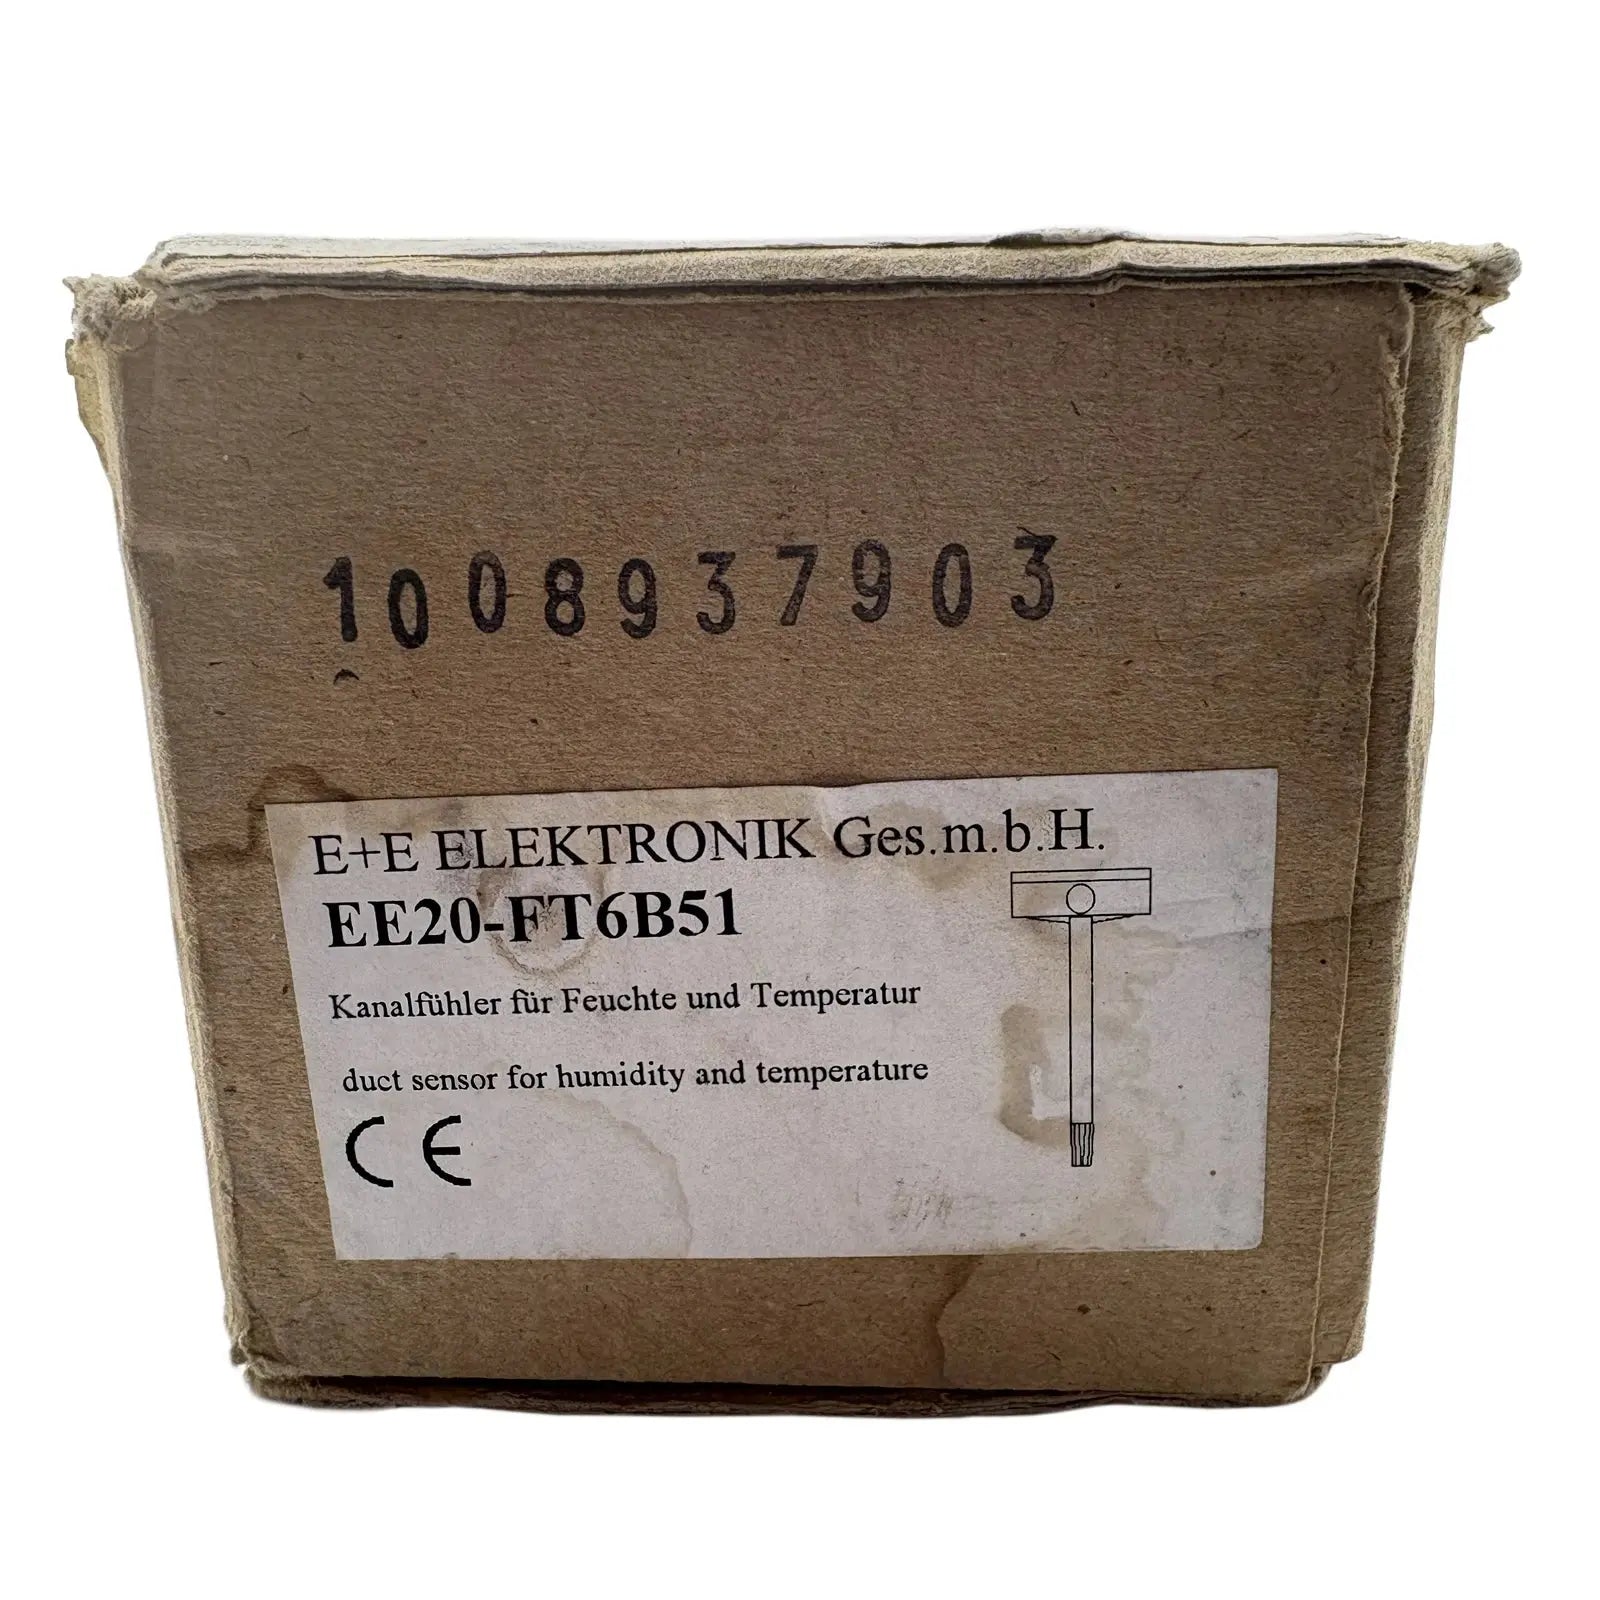 1008937903
E+E ELEKTRONIK Ges.m.b.H.
EE20-FT6B51
Kanalfühler für Feuchte und Temperatur
duct sensor for humidity and temperature
CE